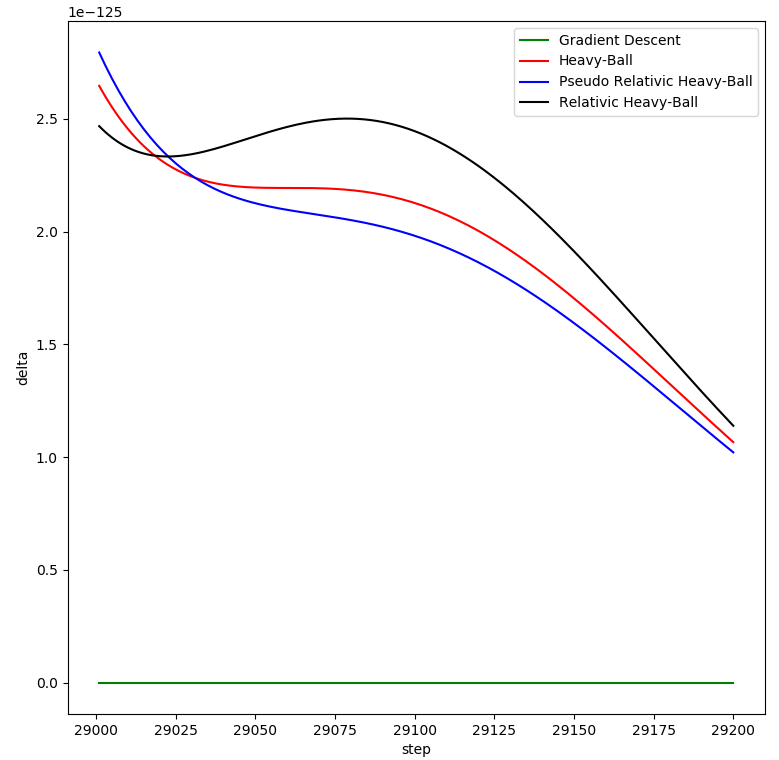 1e−125
Gradient Descent
Heavy-Ball
Pseudo Relativic Heavy-Ball
Relativic Heavy-Ball
2.5
2.0
1.5
1.0
0.5
0.0
delta
29000 29025 29050 29075 29100 29125 29150 29175 29200
step